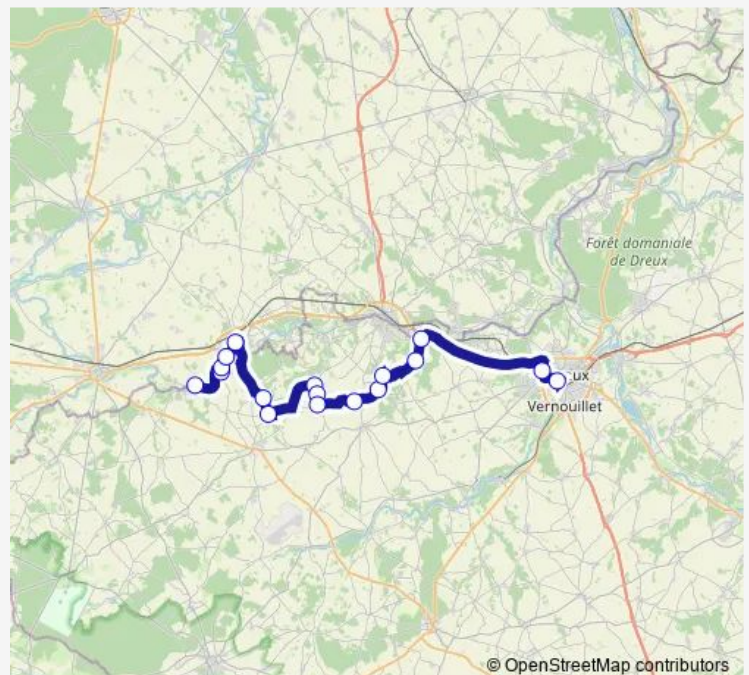 Forêt domaniale
de Dreux
ux
Vernouillet
© OpenStreetMap contributors